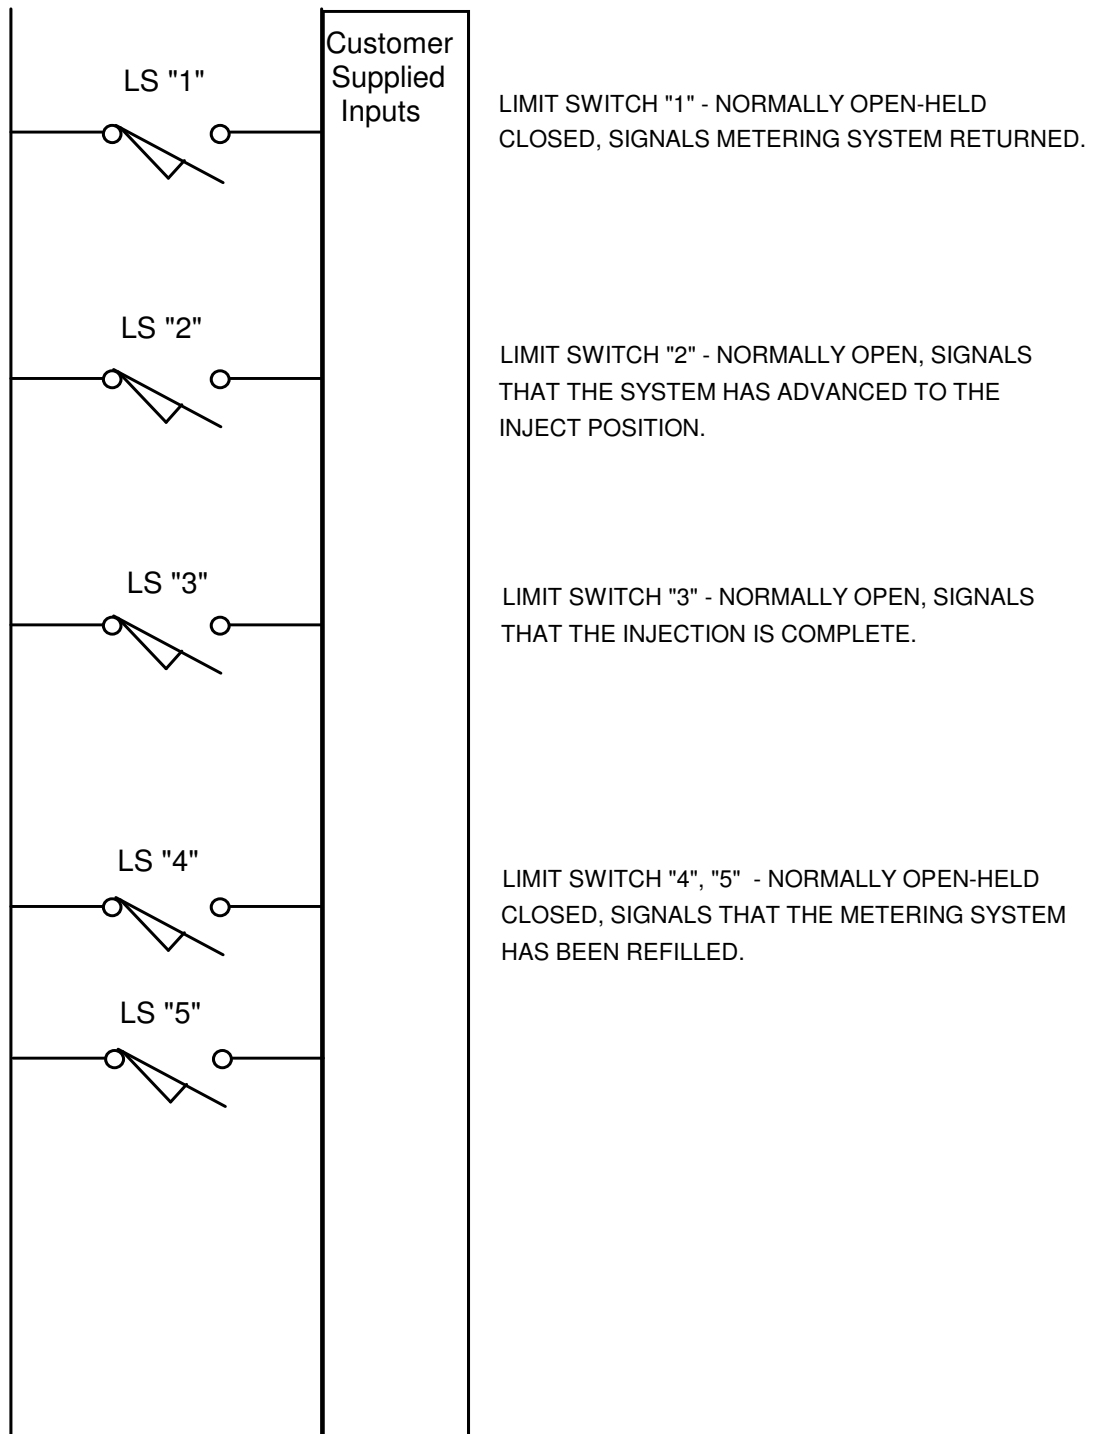 Customer
Supplied
Inputs
LS "1"
LIMIT SWITCH "1" - NORMALLY OPEN-HELD
CLOSED, SIGNALS METERING SYSTEM RETURNED.
LS "2"
LIMIT SWITCH "2" - NORMALLY OPEN, SIGNALS
THAT THE SYSTEM HAS ADVANCED TO THE
INJECT POSITION.
LS "3"
LIMIT SWITCH "3" - NORMALLY OPEN, SIGNALS
THAT THE INJECTION IS COMPLETE.
LS "4"
LIMIT SWITCH "4", "5" - NORMALLY OPEN-HELD
CLOSED, SIGNALS THAT THE METERING SYSTEM
HAS BEEN REFILLED.
LS "5"